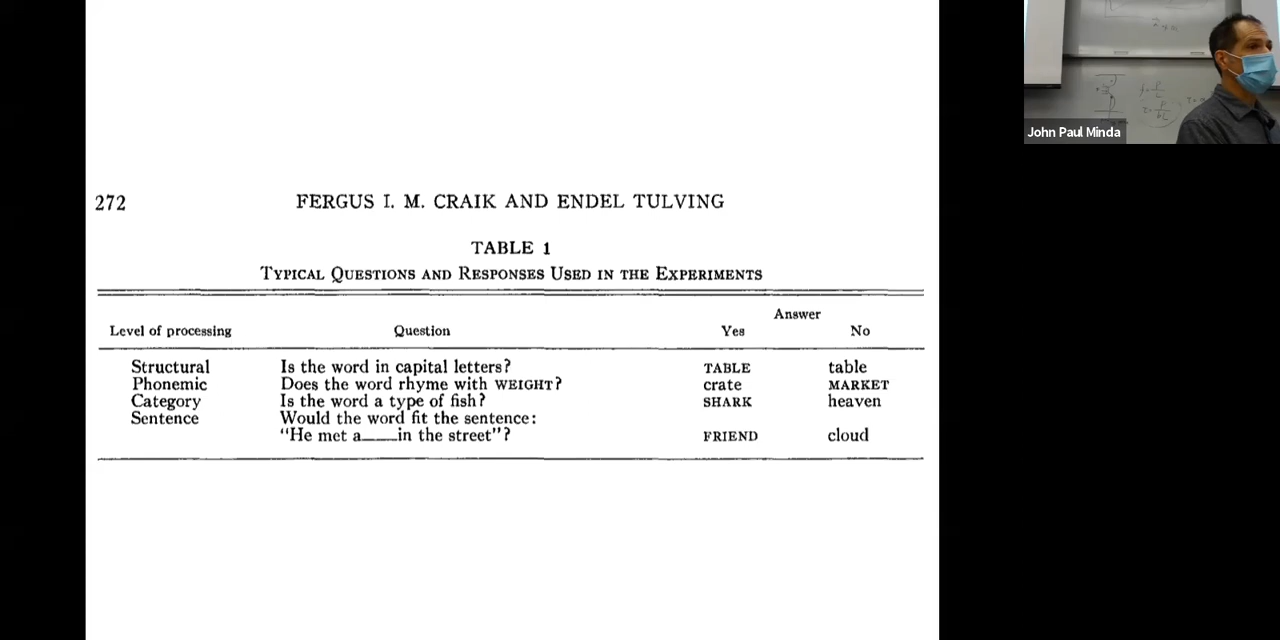 272 FERGUS I. M. CRAIK AND ENDEL TULVING
TABLE 1
TYPICAL QUESTIONS AND RESPONSES USED IN THE EXPERIMENTS
Answer
Level of processing Question Yes No
Structural Is the word in capital letters? TABLE table
Phonemic Does the word rhyme with WEIGHT? crate MARKET
Category Is the word a type of fish? SHARK heaven
Sentence Would the word fit the sentence:
“He met a____in the street”? FRIEND cloud
John Paul Minda